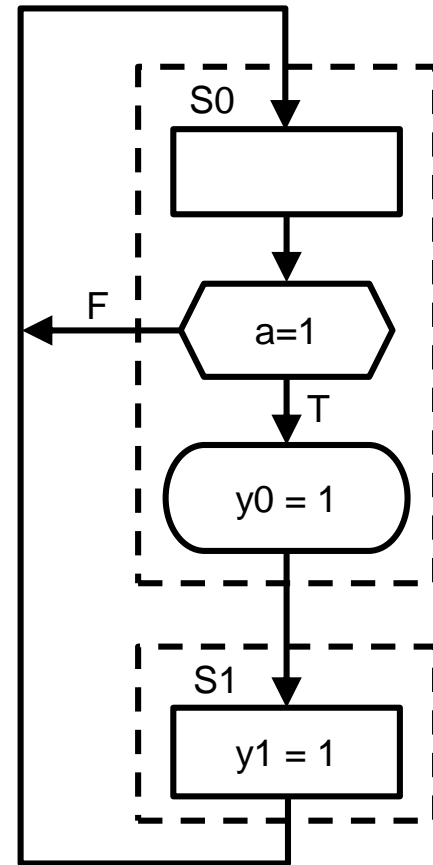 S0
a=1
F
T
y0 = 1
S1
y1 = 1